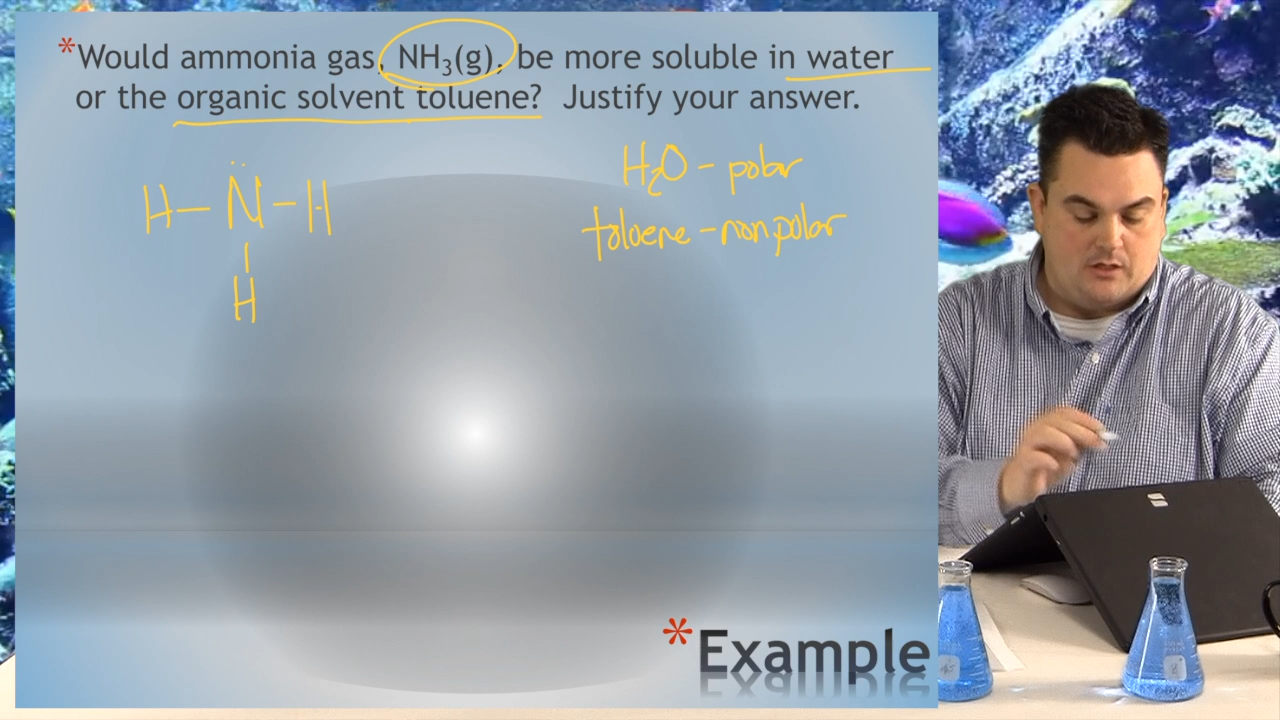 *Would ammonia gas, NH₃(g), be more soluble in water
or the organic solvent toluene? Justify your answer.
H₂O – polar
toluene – nonpolar
H – N̈ – H
|
H
*Example